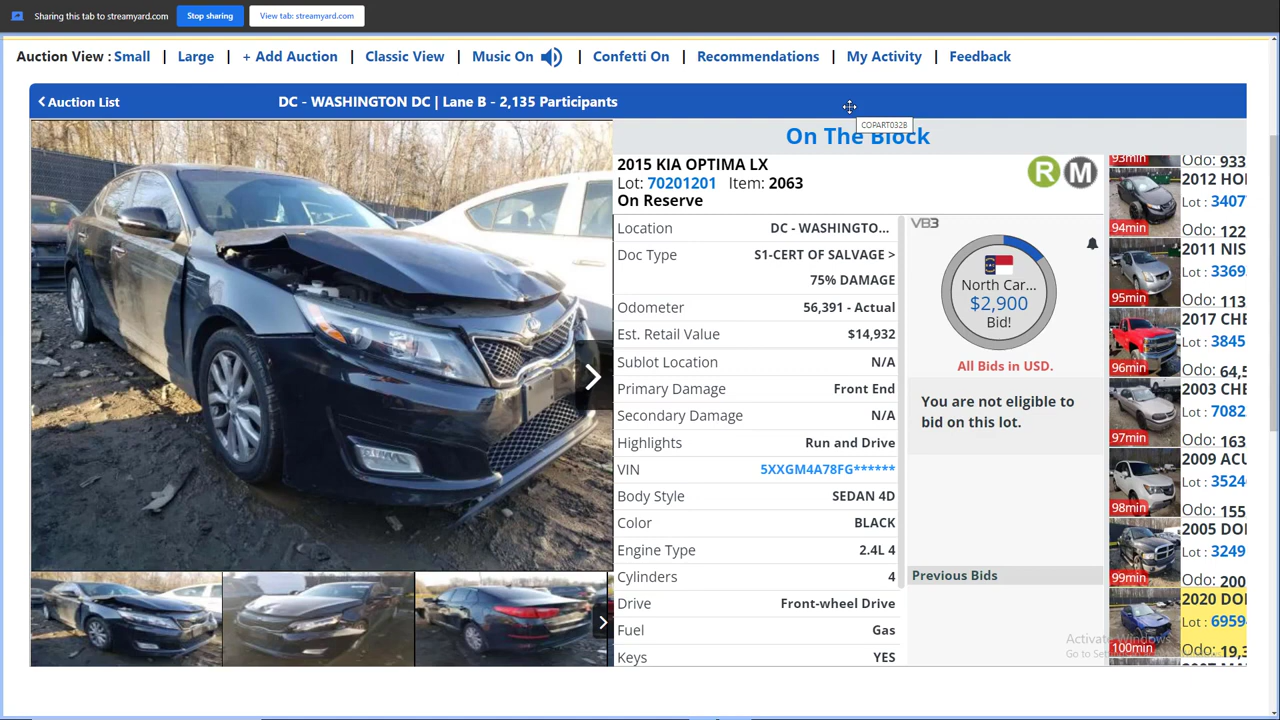 Sharing this tab to streamyard.com
Stop sharing
View tab: streamyard.com
Auction View : Small | Large | + Add Auction | Classic View | Music On | Confetti On | Recommendations | My Activity | Feedback
Auction List
DC - WASHINGTON DC | Lane B - 2,135 Participants
COPART032B
On The Block
2015 KIA OPTIMA LX
Lot: 70201201 Item: 2063
On Reserve
R M
Location DC - WASHINGTO...
Doc Type S1-CERT OF SALVAGE >
75% DAMAGE
Odometer 56,391 - Actual
Est. Retail Value $14,932
Sublot Location N/A
Primary Damage Front End
Secondary Damage N/A
Highlights Run and Drive
VIN 5XXGM4A78FG******
Body Style SEDAN 4D
Color BLACK
Engine Type 2.4L 4
Cylinders 4
Drive Front-wheel Drive
Fuel Gas
Keys YES
VB3
North Car...
$2,900
Bid!
All Bids in USD.
You are not eligible to
bid on this lot.
Previous Bids
93min
Odo: 933
2012 HO
Lot : 3407
94min
Odo: 122
2011 NIS
Lot : 3369
95min
Odo: 113
2017 CHE
Lot : 3845
96min
Odo: 64,5
2003 CHE
Lot : 7082
97min
Odo: 163
2009 ACU
Lot : 3524
98min
Odo: 155
2005 DO
Lot : 3249
99min
Odo: 200
2020 DO
Lot : 6959
100min
Odo: 19,3
Activate Windows
Go to